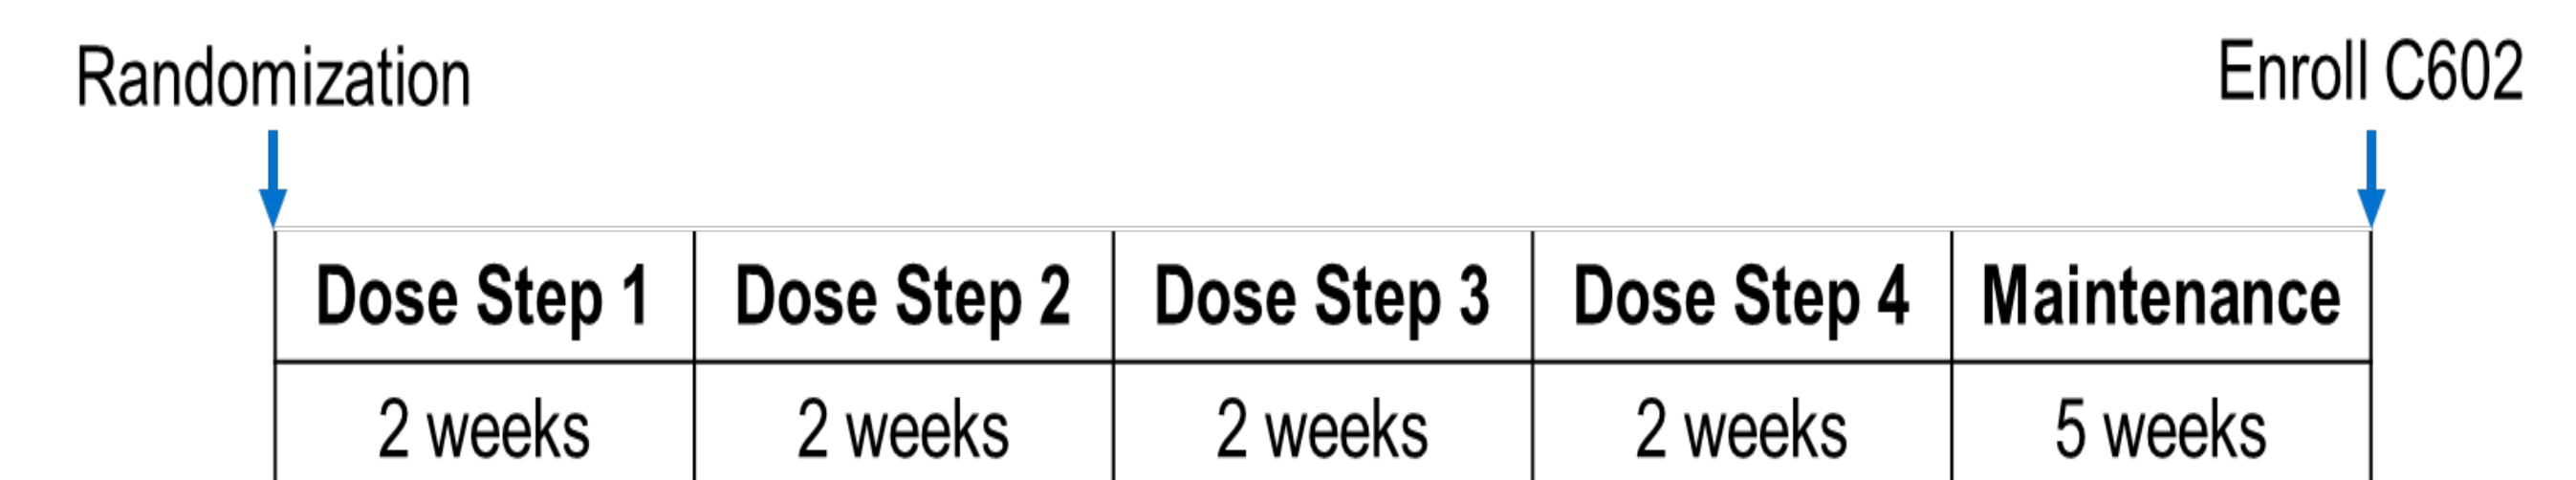 Randomization Enroll C602
Dose Step 1 Dose Step 2 Dose Step 3 Dose Step 4 Maintenance
2 weeks 2 weeks 2 weeks 2 weeks 5 weeks